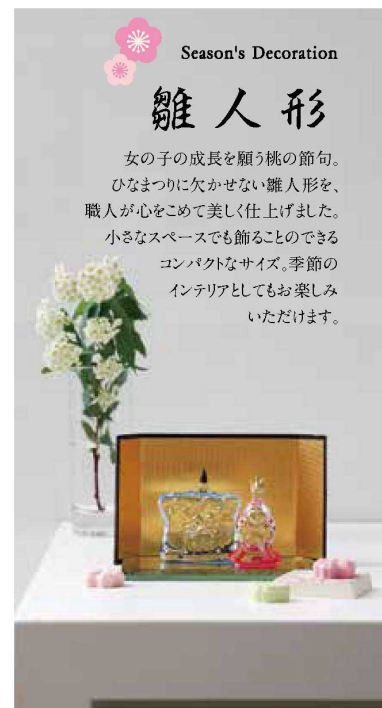 Season's Decoration
雛人形
女の子の成長を願う桃の節句。
ひなまつりに欠かせない雛人形を、
職人が心をこめて美しく仕上げました。
小さなスペースでも飾ることのできる
コンパクトなサイズ。季節の
インテリアとしてもお楽しみ
いただけます。